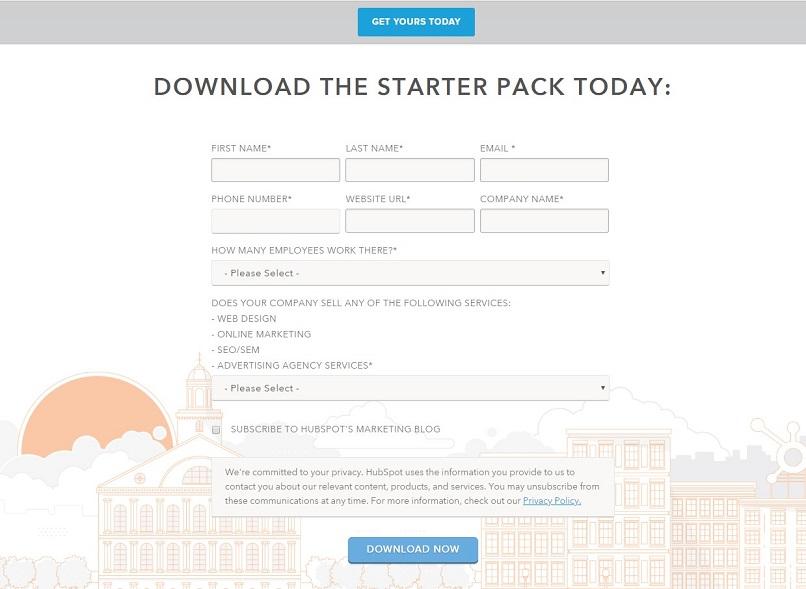 GET YOURS TODAY
DOWNLOAD THE STARTER PACK TODAY:
FIRST NAME* LAST NAME* EMAIL *
PHONE NUMBER* WEBSITE URL* COMPANY NAME*
HOW MANY EMPLOYEES WORK THERE?*
- Please Select -
DOES YOUR COMPANY SELL ANY OF THE FOLLOWING SERVICES:
- WEB DESIGN
- ONLINE MARKETING
- SEO/SEM
- ADVERTISING AGENCY SERVICES*
- Please Select -
SUBSCRIBE TO HUBSPOT'S MARKETING BLOG
We're committed to your privacy. HubSpot uses the information you provide to us to
contact you about our relevant content, products, and services. You may unsubscribe from
these communications at any time. For more information, check out our Privacy Policy.
DOWNLOAD NOW